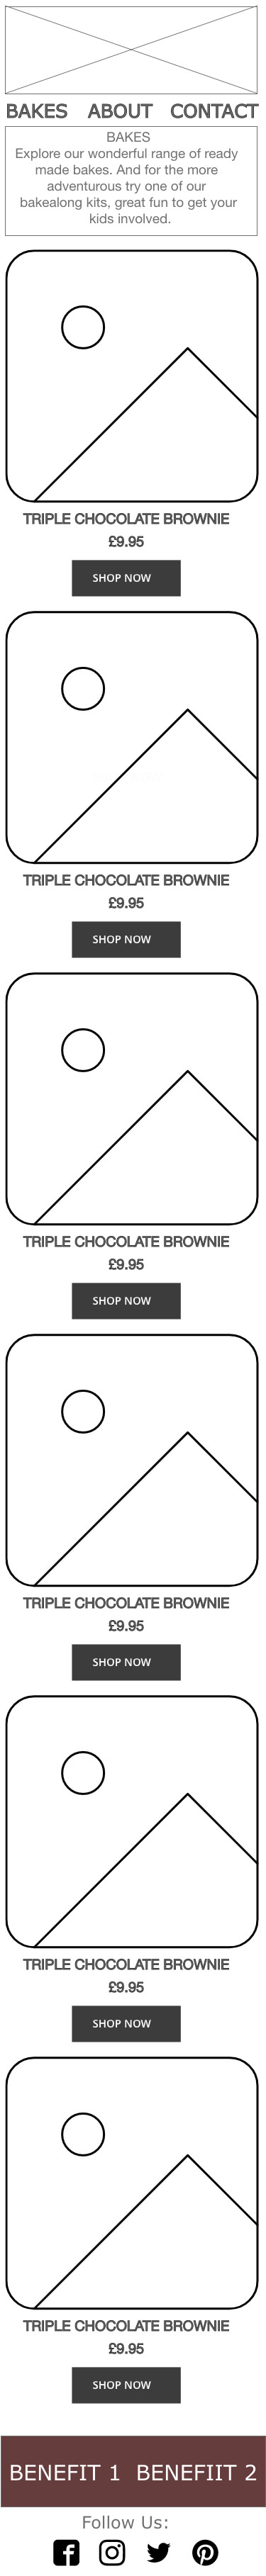 BAKES ABOUT CONTACT
BAKES
Explore our wonderful range of ready
made bakes. And for the more
adventurous try one of our
bakealong kits, great fun to get your
kids involved.
TRIPLE CHOCOLATE BROWNIE
£9.95
SHOP NOW
TRIPLE CHOCOLATE BROWNIE
£9.95
SHOP NOW
TRIPLE CHOCOLATE BROWNIE
£9.95
SHOP NOW
TRIPLE CHOCOLATE BROWNIE
£9.95
SHOP NOW
TRIPLE CHOCOLATE BROWNIE
£9.95
SHOP NOW
TRIPLE CHOCOLATE BROWNIE
£9.95
SHOP NOW
BENEFIT 1 BENEFIIT 2
Follow Us: